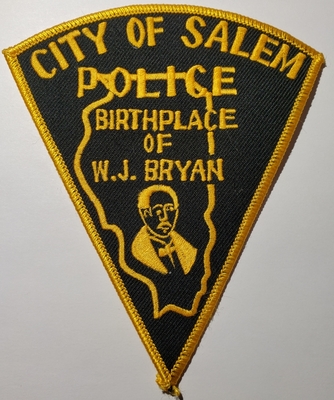 CITY OF SALEM
POLICE
BIRTHPLACE
OF
W.J. BRYAN